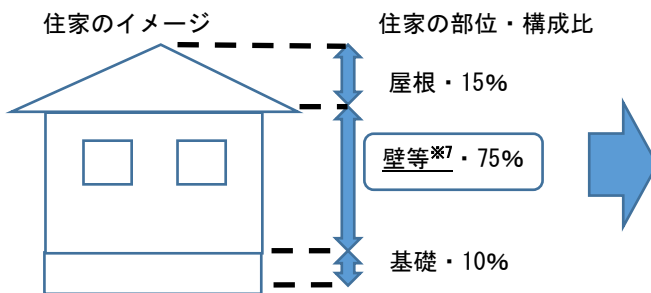 住家のイメージ
住家の部位・構成比
屋根・15%
壁等※7・75%
基礎・10%